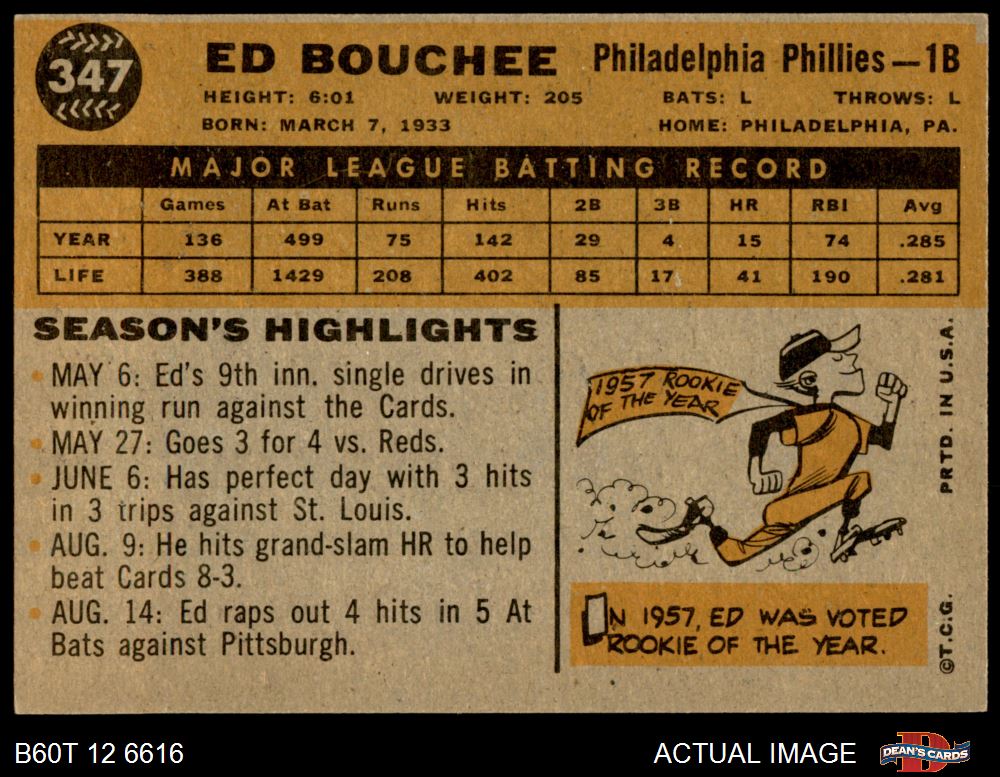 347
ED BOUCHEE Philadelphia Phillies—1B
HEIGHT: 6:01 WEIGHT: 205 BATS: L THROWS: L
BORN: MARCH 7, 1933 HOME: PHILADELPHIA, PA.
MAJOR LEAGUE BATTING RECORD
Games At Bat Runs Hits 2B 3B HR RBI Avg
YEAR 136 499 75 142 29 4 15 74 .285
LIFE 388 1429 208 402 85 17 41 190 .281
SEASON'S HIGHLIGHTS
• MAY 6: Ed's 9th inn. single drives in
winning run against the Cards.
• MAY 27: Goes 3 for 4 vs. Reds.
• JUNE 6: Has perfect day with 3 hits
in 3 trips against St. Louis.
• AUG. 9: He hits grand-slam HR to help
beat Cards 8-3.
• AUG. 14: Ed raps out 4 hits in 5 At
Bats against Pittsburgh.
1957 ROOKIE
OF THE YEAR
IN 1957, ED WAS VOTED
ROOKIE OF THE YEAR.
PRTD. IN U.S.A.
©T.C.G.
B60T 12 6616
ACTUAL IMAGE
DEAN'S CARDS